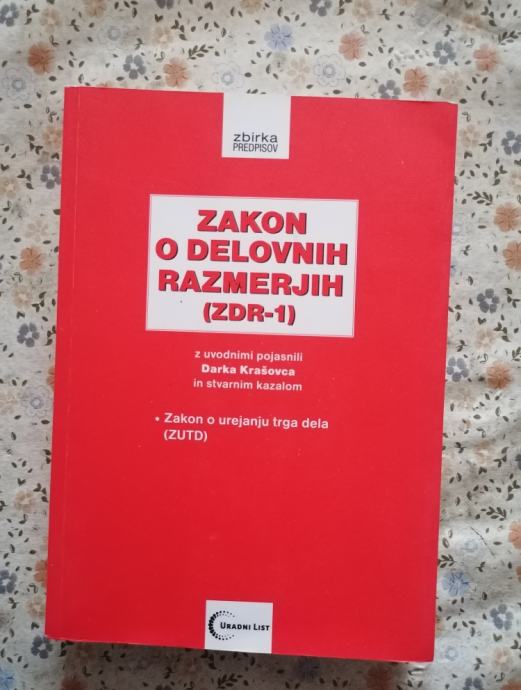 zbirka
PREDPISOV
ZAKON
O DELOVNIH
RAZMERJIH
(ZDR-1)
z uvodnimi pojasnili
Darka Krašovca
in stvarnim kazalom
• Zakon o urejanju trga dela
(ZUTD)
URADNI LIST